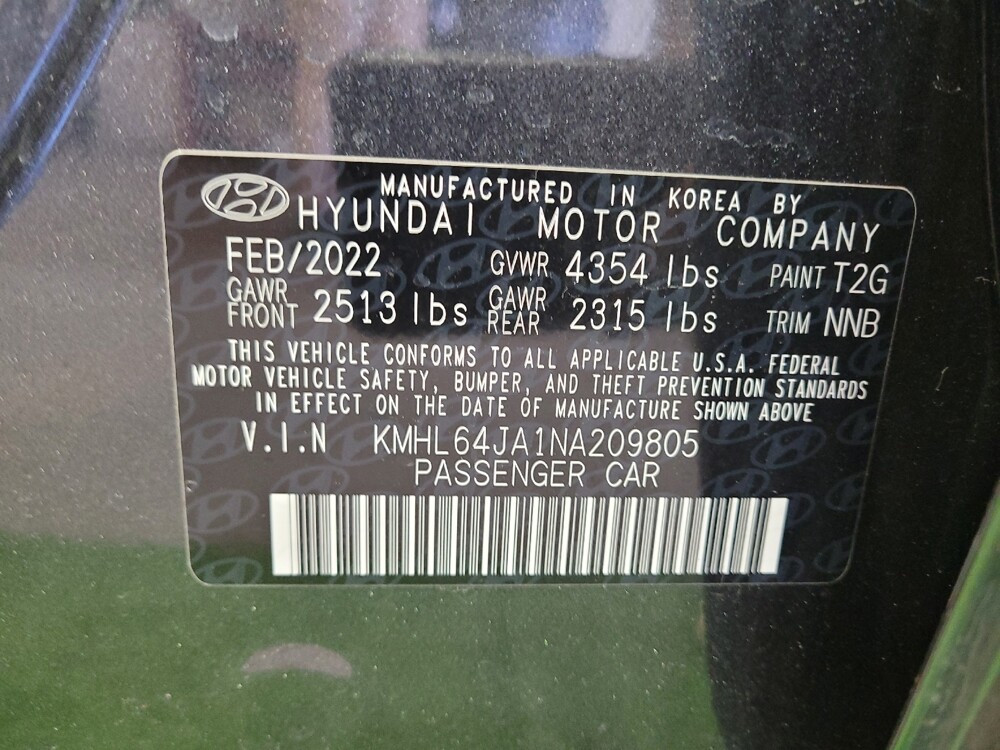 MANUFACTURED IN KOREA BY
HYUNDAI MOTOR COMPANY
FEB/2022 GVWR 4354 lbs PAINT T2G
GAWR FRONT 2513 lbs GAWR REAR 2315 lbs TRIM NNB
THIS VEHICLE CONFORMS TO ALL APPLICABLE U.S.A. FEDERAL
MOTOR VEHICLE SAFETY, BUMPER, AND THEFT PREVENTION STANDARDS
IN EFFECT ON THE DATE OF MANUFACTURE SHOWN ABOVE
V.I.N KMHL64JA1NA209805
PASSENGER CAR